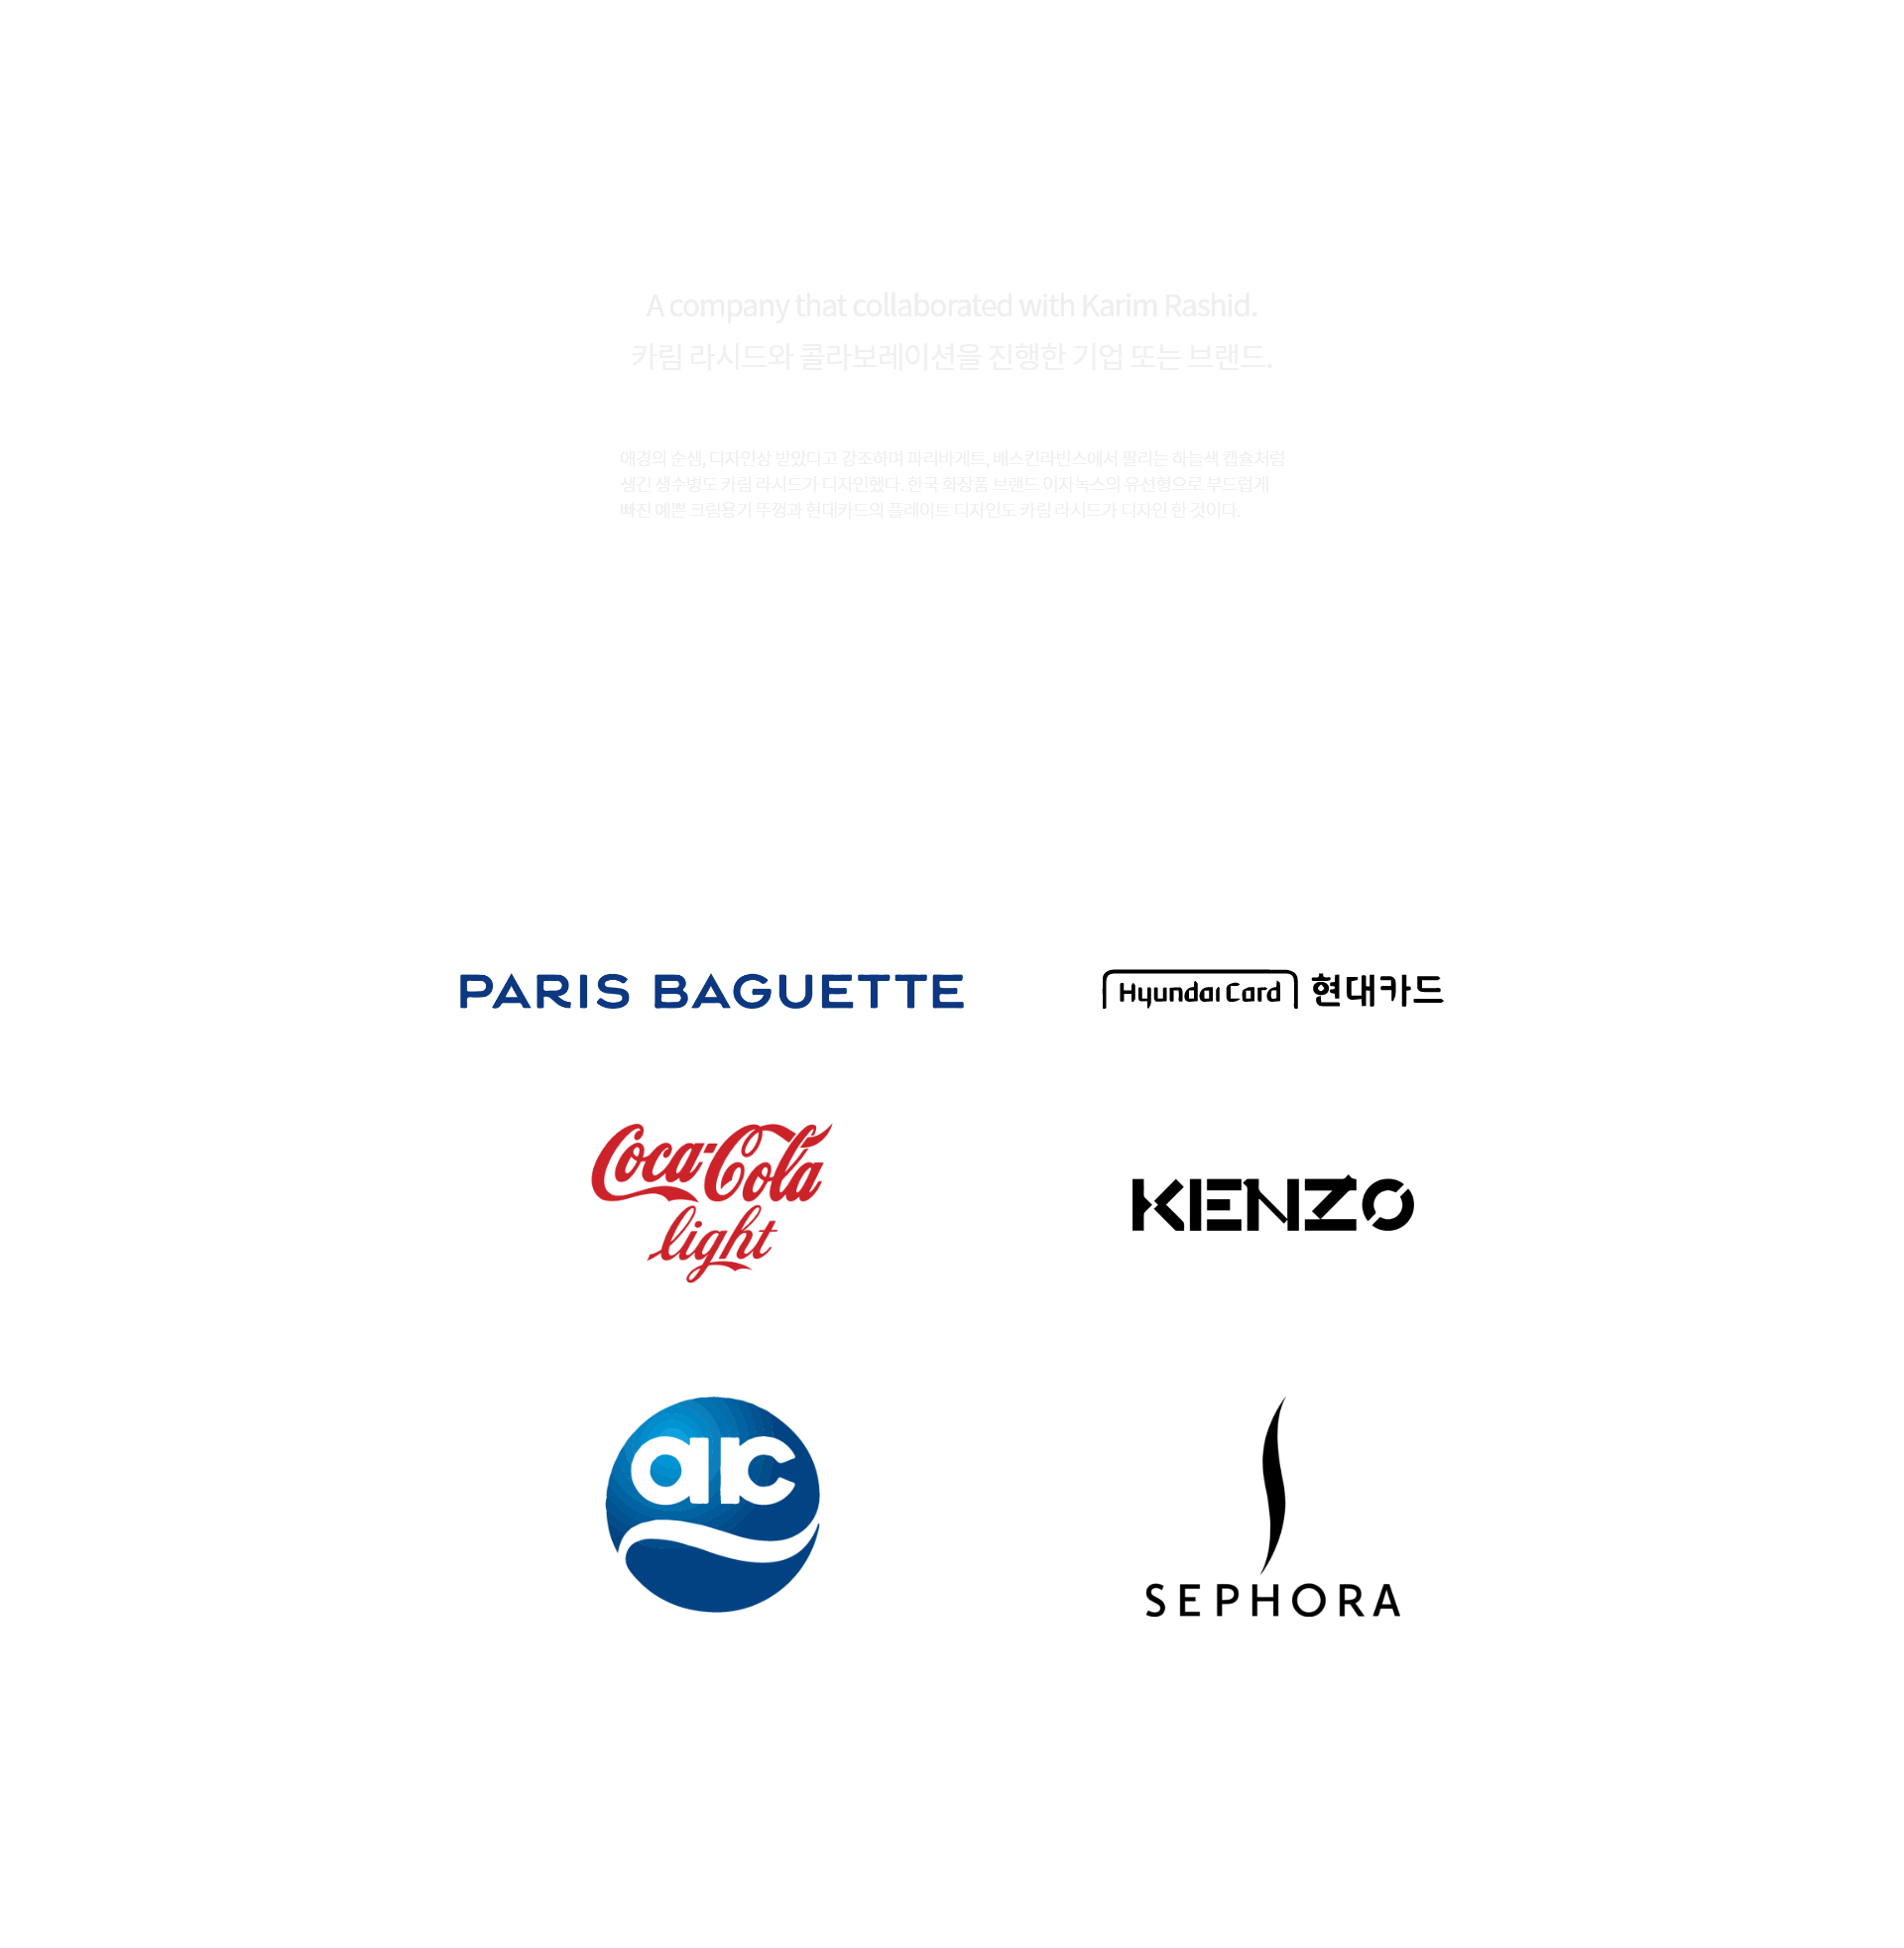 A company that collaborated with Karim Rashid.
카림 라시드와 콜라보레이션을 진행한 기업 또는 브랜드.
애경의 순샘, 디자인상 받았다고 강조하며 파리바게트, 배스킨라빈스에서 팔리는 하늘색 캡슐처럼
생긴 생수병도 카림 라시드가 디자인했다. 한국 화장품 브랜드 이자녹스의 유선형으로 부드럽게
빠진 예쁜 크림용기 뚜껑과 현대카드의 플레이트 디자인도 카림 라시드가 디자인 한 것이다.
PARIS BAGUETTE
Hyundai Card 현대카드
Coca-Cola
light
KENZO
ac
SEPHORA